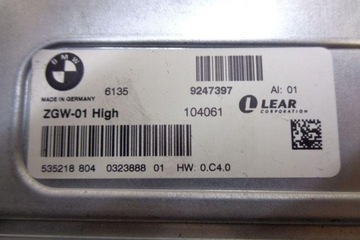 BMW
6135 9247397 AI: 01
MADE IN GERMANY
ZGW-01 High 104061 LEAR
CORPORATION
535218 804 0323888 01 HW: 0.C4.0